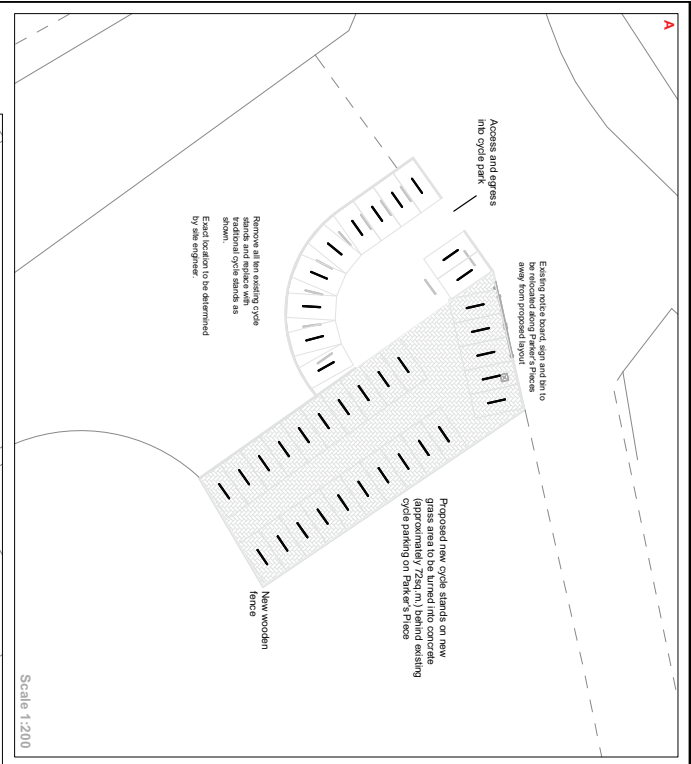 A
Access and egress
into cycle park
Existing notice board, sign and bin to
be relocated along Parker's Pieces
away from proposed layout
Remove all ten existing cycle
stands and replace with
traditional cycle stands as
shown.
Exact location to be determined
by site engineer.
Proposed new cycle stands on new
grass area to be turned into concrete
(approximately 72sq.m.) behind existing
cycle parking on Parker's Piece
New wooden
fence
Scale 1:200